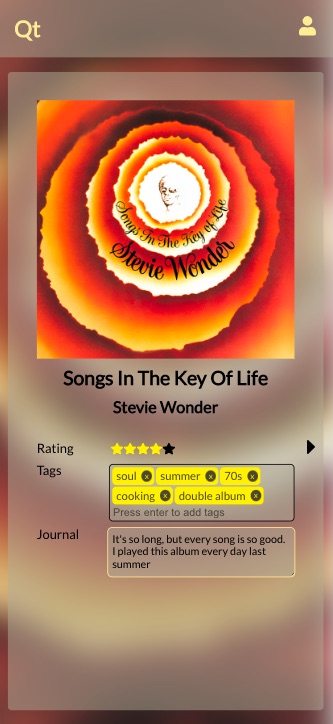 Qt
Songs In The Key of Life
Stevie Wonder
Songs In The Key Of Life
Stevie Wonder
Rating
Tags
soul x summer x 70s x
cooking x double album x
Press enter to add tags
Journal
It's so long, but every song is so good.
I played this album every day last
summer